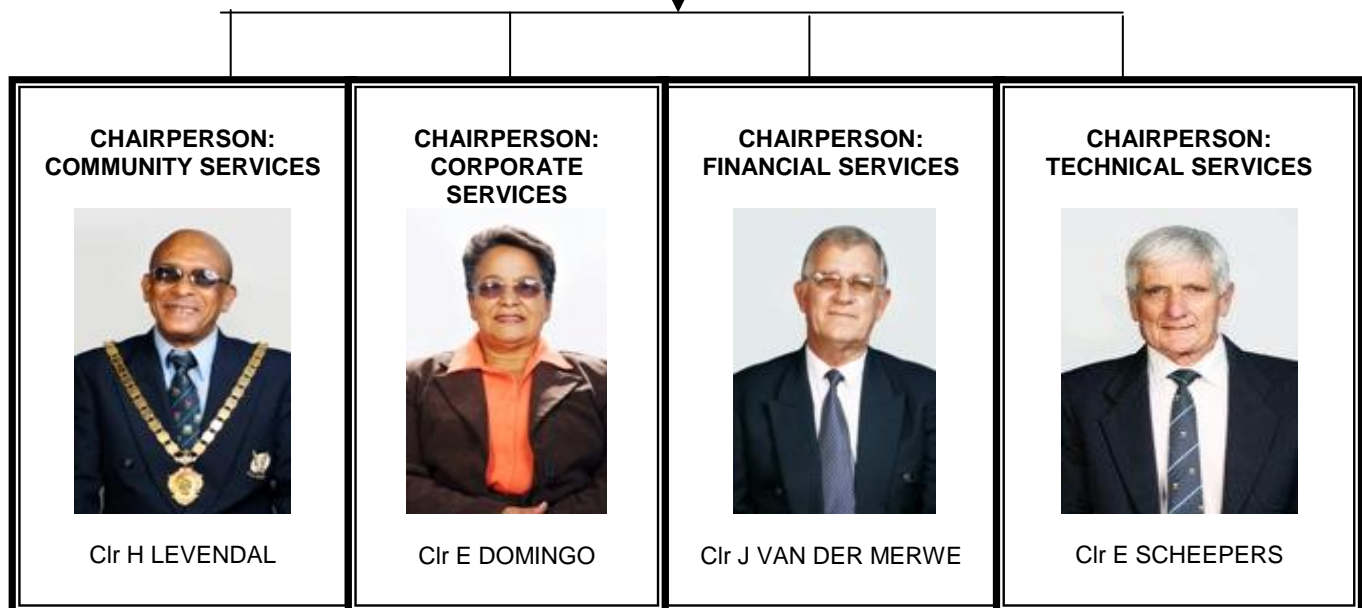 CHAIRPERSON:
COMMUNITY SERVICES
Clr H LEVENDAL
CHAIRPERSON:
CORPORATE
SERVICES
Clr E DOMINGO
CHAIRPERSON:
FINANCIAL SERVICES
Clr J VAN DER MERWE
CHAIRPERSON:
TECHNICAL SERVICES
Clr E SCHEEPERS